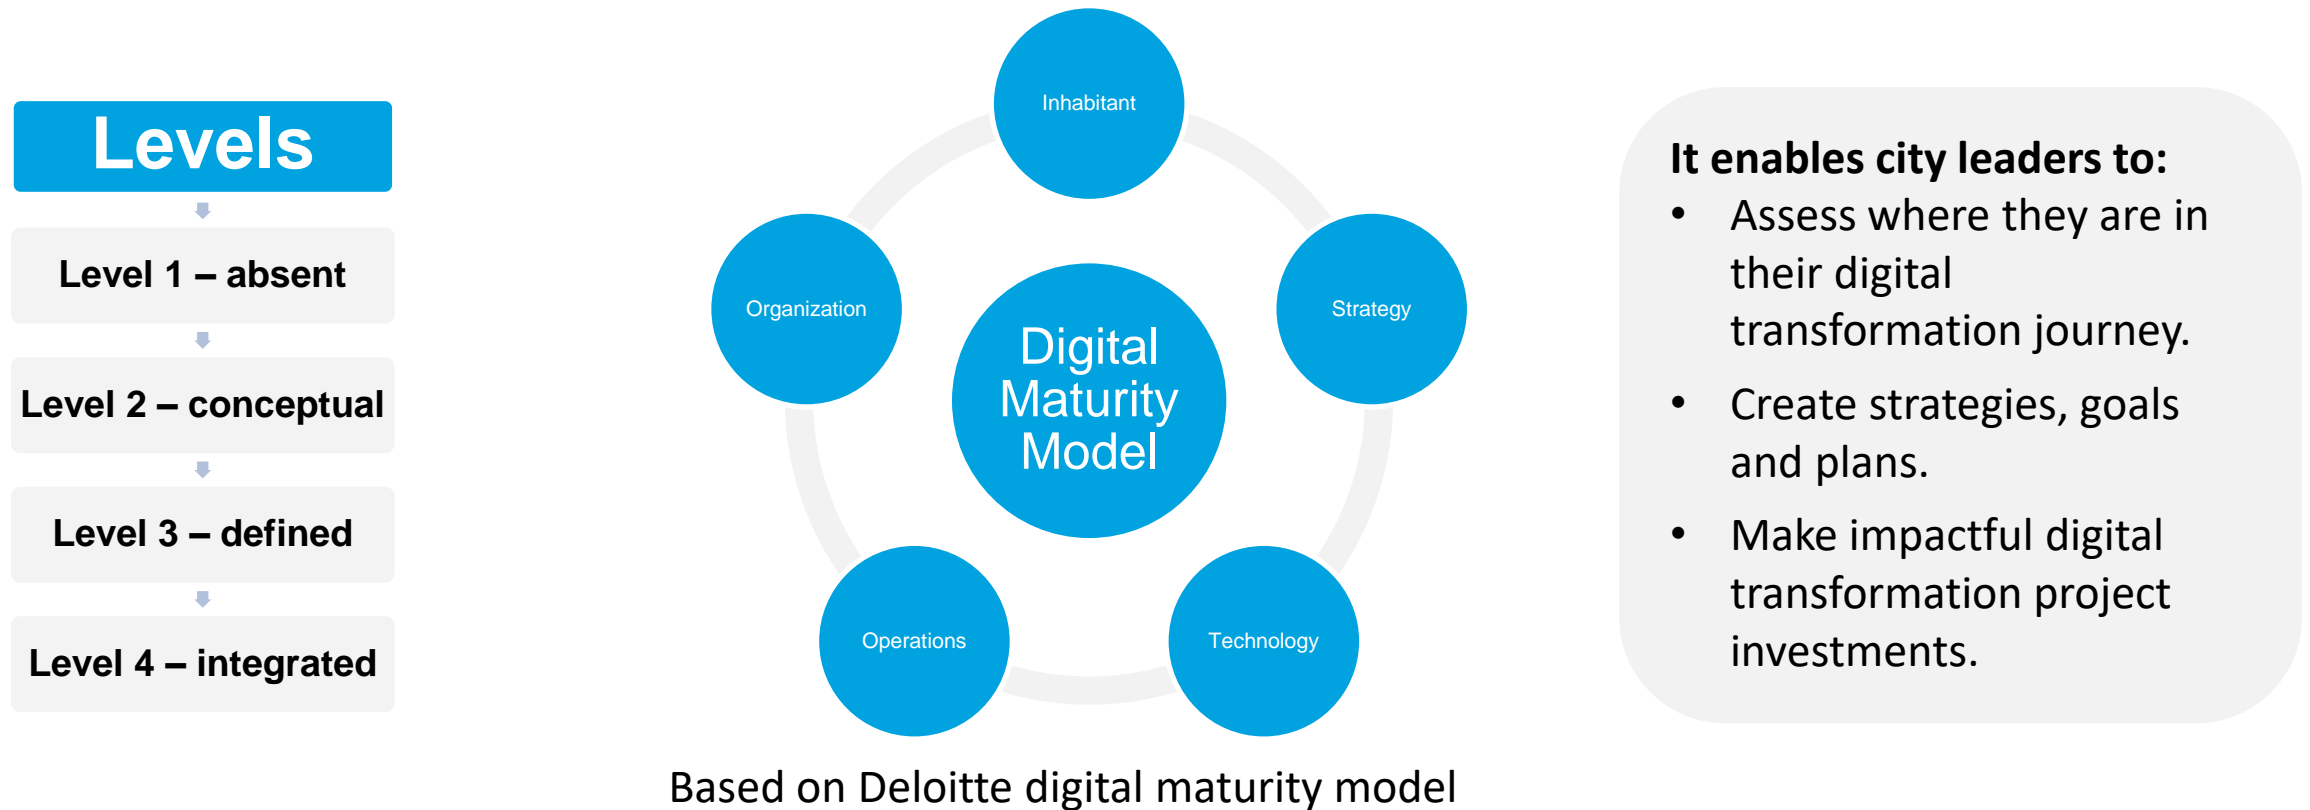 Levels
Level 1 – absent
Level 2 – conceptual
Level 3 – defined
Level 4 – integrated
Inhabitant
Organization
Strategy
Digital
Maturity
Model
Operations
Technology
Based on Deloitte digital maturity model
It enables city leaders to:
• Assess where they are in
their digital
transformation journey.
• Create strategies, goals
and plans.
• Make impactful digital
transformation project
investments.